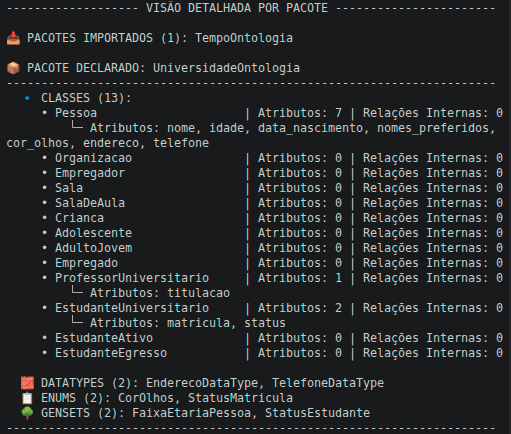 ------------------- VISÃO DETALHADA POR PACOTE -----------------------
📥 PACOTES IMPORTADOS (1): TempoOntologia
📦 PACOTE DECLARADO: UniversidadeOntologia
----------------------------------------------------------------------
🔹 CLASSES (13):
• Pessoa | Atributos: 7 | Relações Internas: 0
└─ Atributos: nome, idade, data_nascimento, nomes_preferidos,
cor_olhos, endereco, telefone
• Organizacao | Atributos: 0 | Relações Internas: 0
• Empregador | Atributos: 0 | Relações Internas: 0
• Sala | Atributos: 0 | Relações Internas: 0
• SalaDeAula | Atributos: 0 | Relações Internas: 0
• Crianca | Atributos: 0 | Relações Internas: 0
• Adolescente | Atributos: 0 | Relações Internas: 0
• AdultoJovem | Atributos: 0 | Relações Internas: 0
• Empregado | Atributos: 0 | Relações Internas: 0
• ProfessorUniversitario | Atributos: 1 | Relações Internas: 0
└─ Atributos: titulacao
• EstudanteUniversitario | Atributos: 2 | Relações Internas: 0
└─ Atributos: matricula, status
• EstudanteAtivo | Atributos: 0 | Relações Internas: 0
• EstudanteEgresso | Atributos: 0 | Relações Internas: 0
🧱 DATATYPES (2): EnderecoDataType, TelefoneDataType
📋 ENUMS (2): CorOlhos, StatusMatricula
🌳 GENSETS (2): FaixaEtariaPessoa, StatusEstudante
----------------------------------------------------------------------